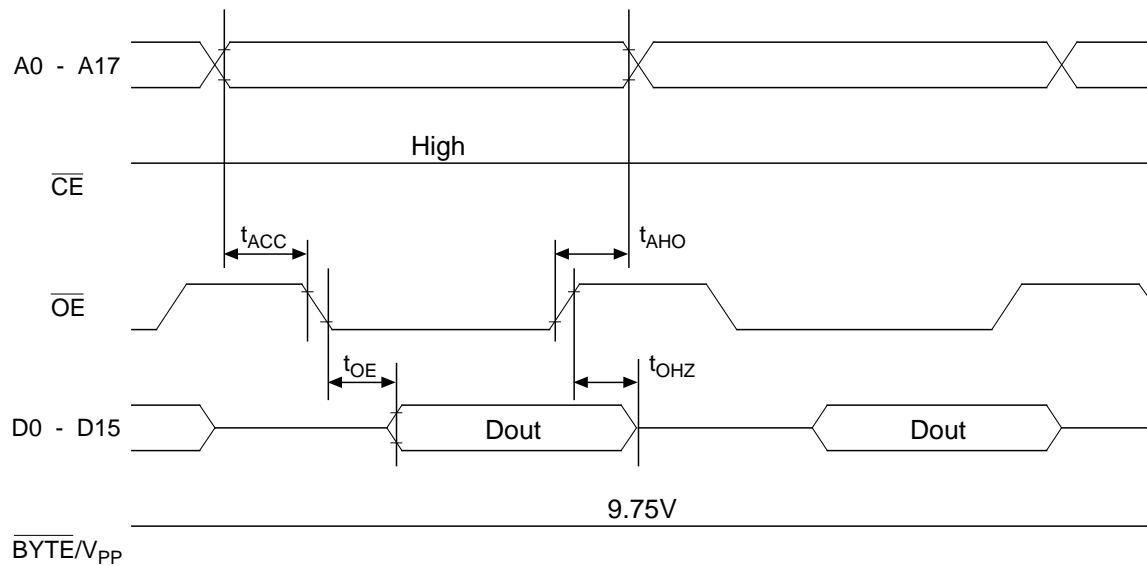 A0 - A17
High
CE
tACC
tAHO
OE
tOE
tOHZ
D0 - D15
Dout
Dout
9.75V
BYTE/VPP